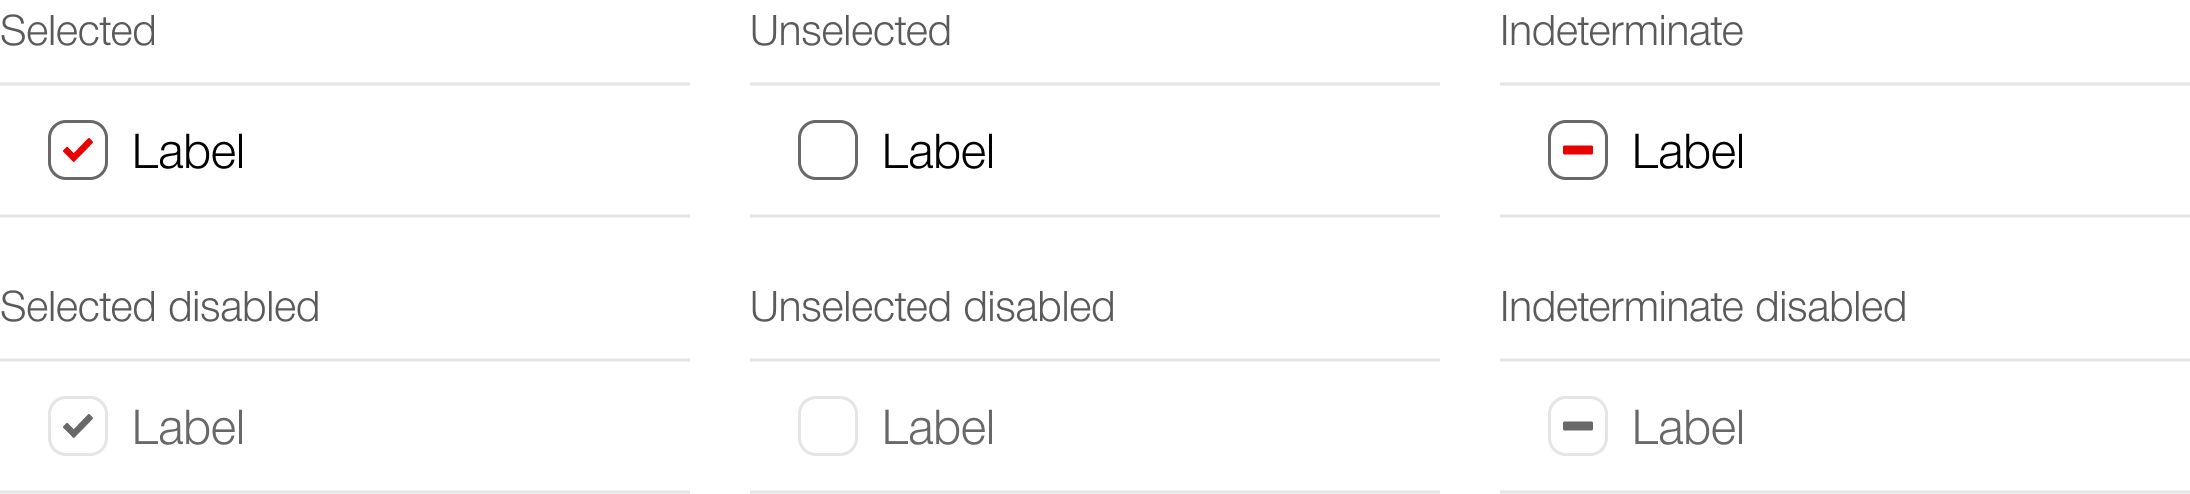 Selected
Unselected
Indeterminate
Label
Label
Label
Selected disabled
Unselected disabled
Indeterminate disabled
Label
Label
Label